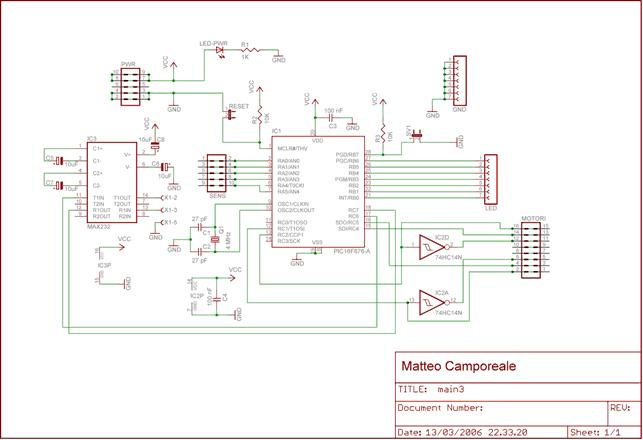 LED-PWR
R1
1K
GND
PWR
VCC
GND
RESET
VCC
R2
10K
VCC
100 nF
C3
GND
VCC
R3
10K
GND
GND
GND
IC3
VCC
C8
10uF
C1+
C1-
C2+
C2-
T1IN
T2IN
R1OUT
R2OUT
V+
V-
T1OUT
T2OUT
R1IN
R2IN
MAX232
C5
10uF
C7
10uF
C6
10uF
GND
X1-2
X1-3
X1-5
GND
SENS
IC1
VDD
MCLR#/THV
RA0/AN0
RA1/AN1
RA2/AN2
RA3/AN3
RA4/T0CKI
RA5/AN4
OSC1/CLKIN
OSC2/CLKOUT
RC0/T1OSO
RC1/T1OSI
RC2/CCP1
RC3/SCK
PGD/RB7
PGC/RB6
RB5
RB4
PGM/RB3
RB2
RB1
INT/RB0
RC7
RC6
SDO/RC5
SDI/RC4
VSS
PIC16F876-A
GND
LED
27 pF
C1
Q1
4 MHz
C2
27 pF
GND
VCC
IC3P
GND
VCC
IC2P
100 nF
C4
GND
MOTORI
IC2D
74HC14N
IC2A
74HC14N
Matteo Camporeale
TITLE: main3
Document Number:
REV:
Date: 13/03/2006 22.33.20
Sheet: 1/1